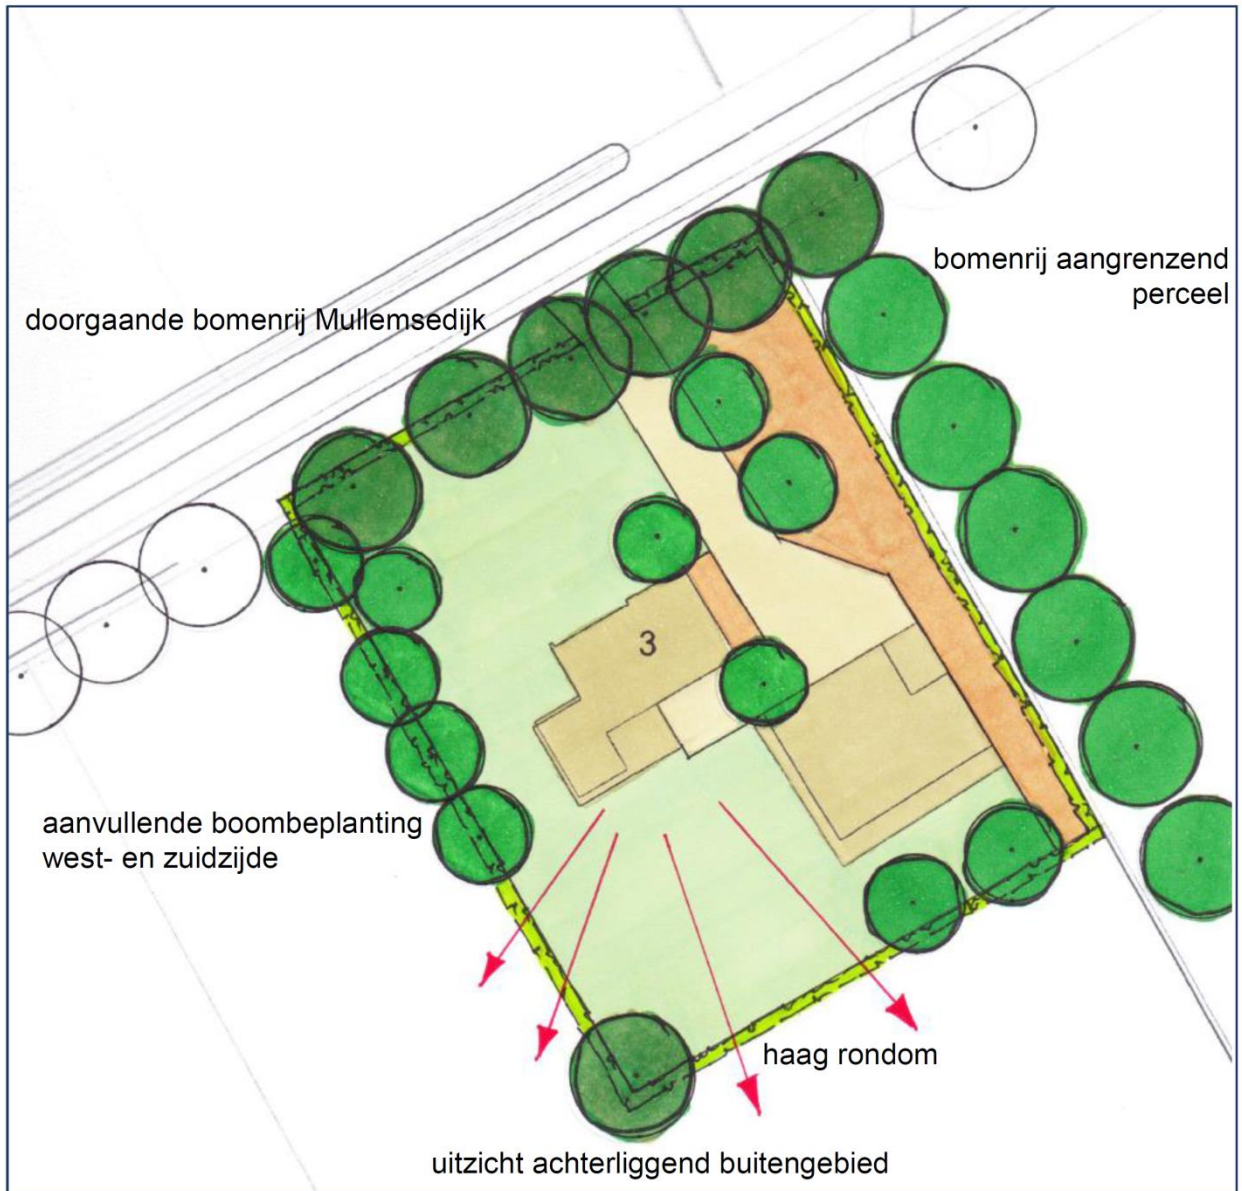 bomenrij aangrenzend
perceel
doorgaande bomenrij Mullemsedijk
3
aanvullende boombeplanting
west- en zuidzijde
haag rondom
uitzicht achterliggend buitengebied